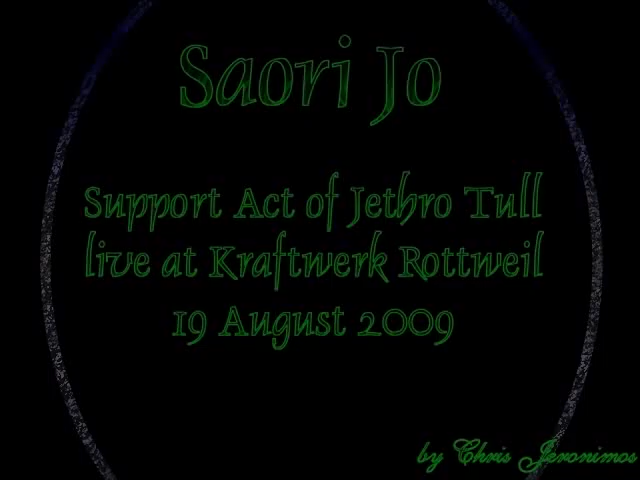 Saori Jo
Support Act of Jethro Tull
live at Kraftwerk Rottweil
19 August 2009
by Chris Jeronimos